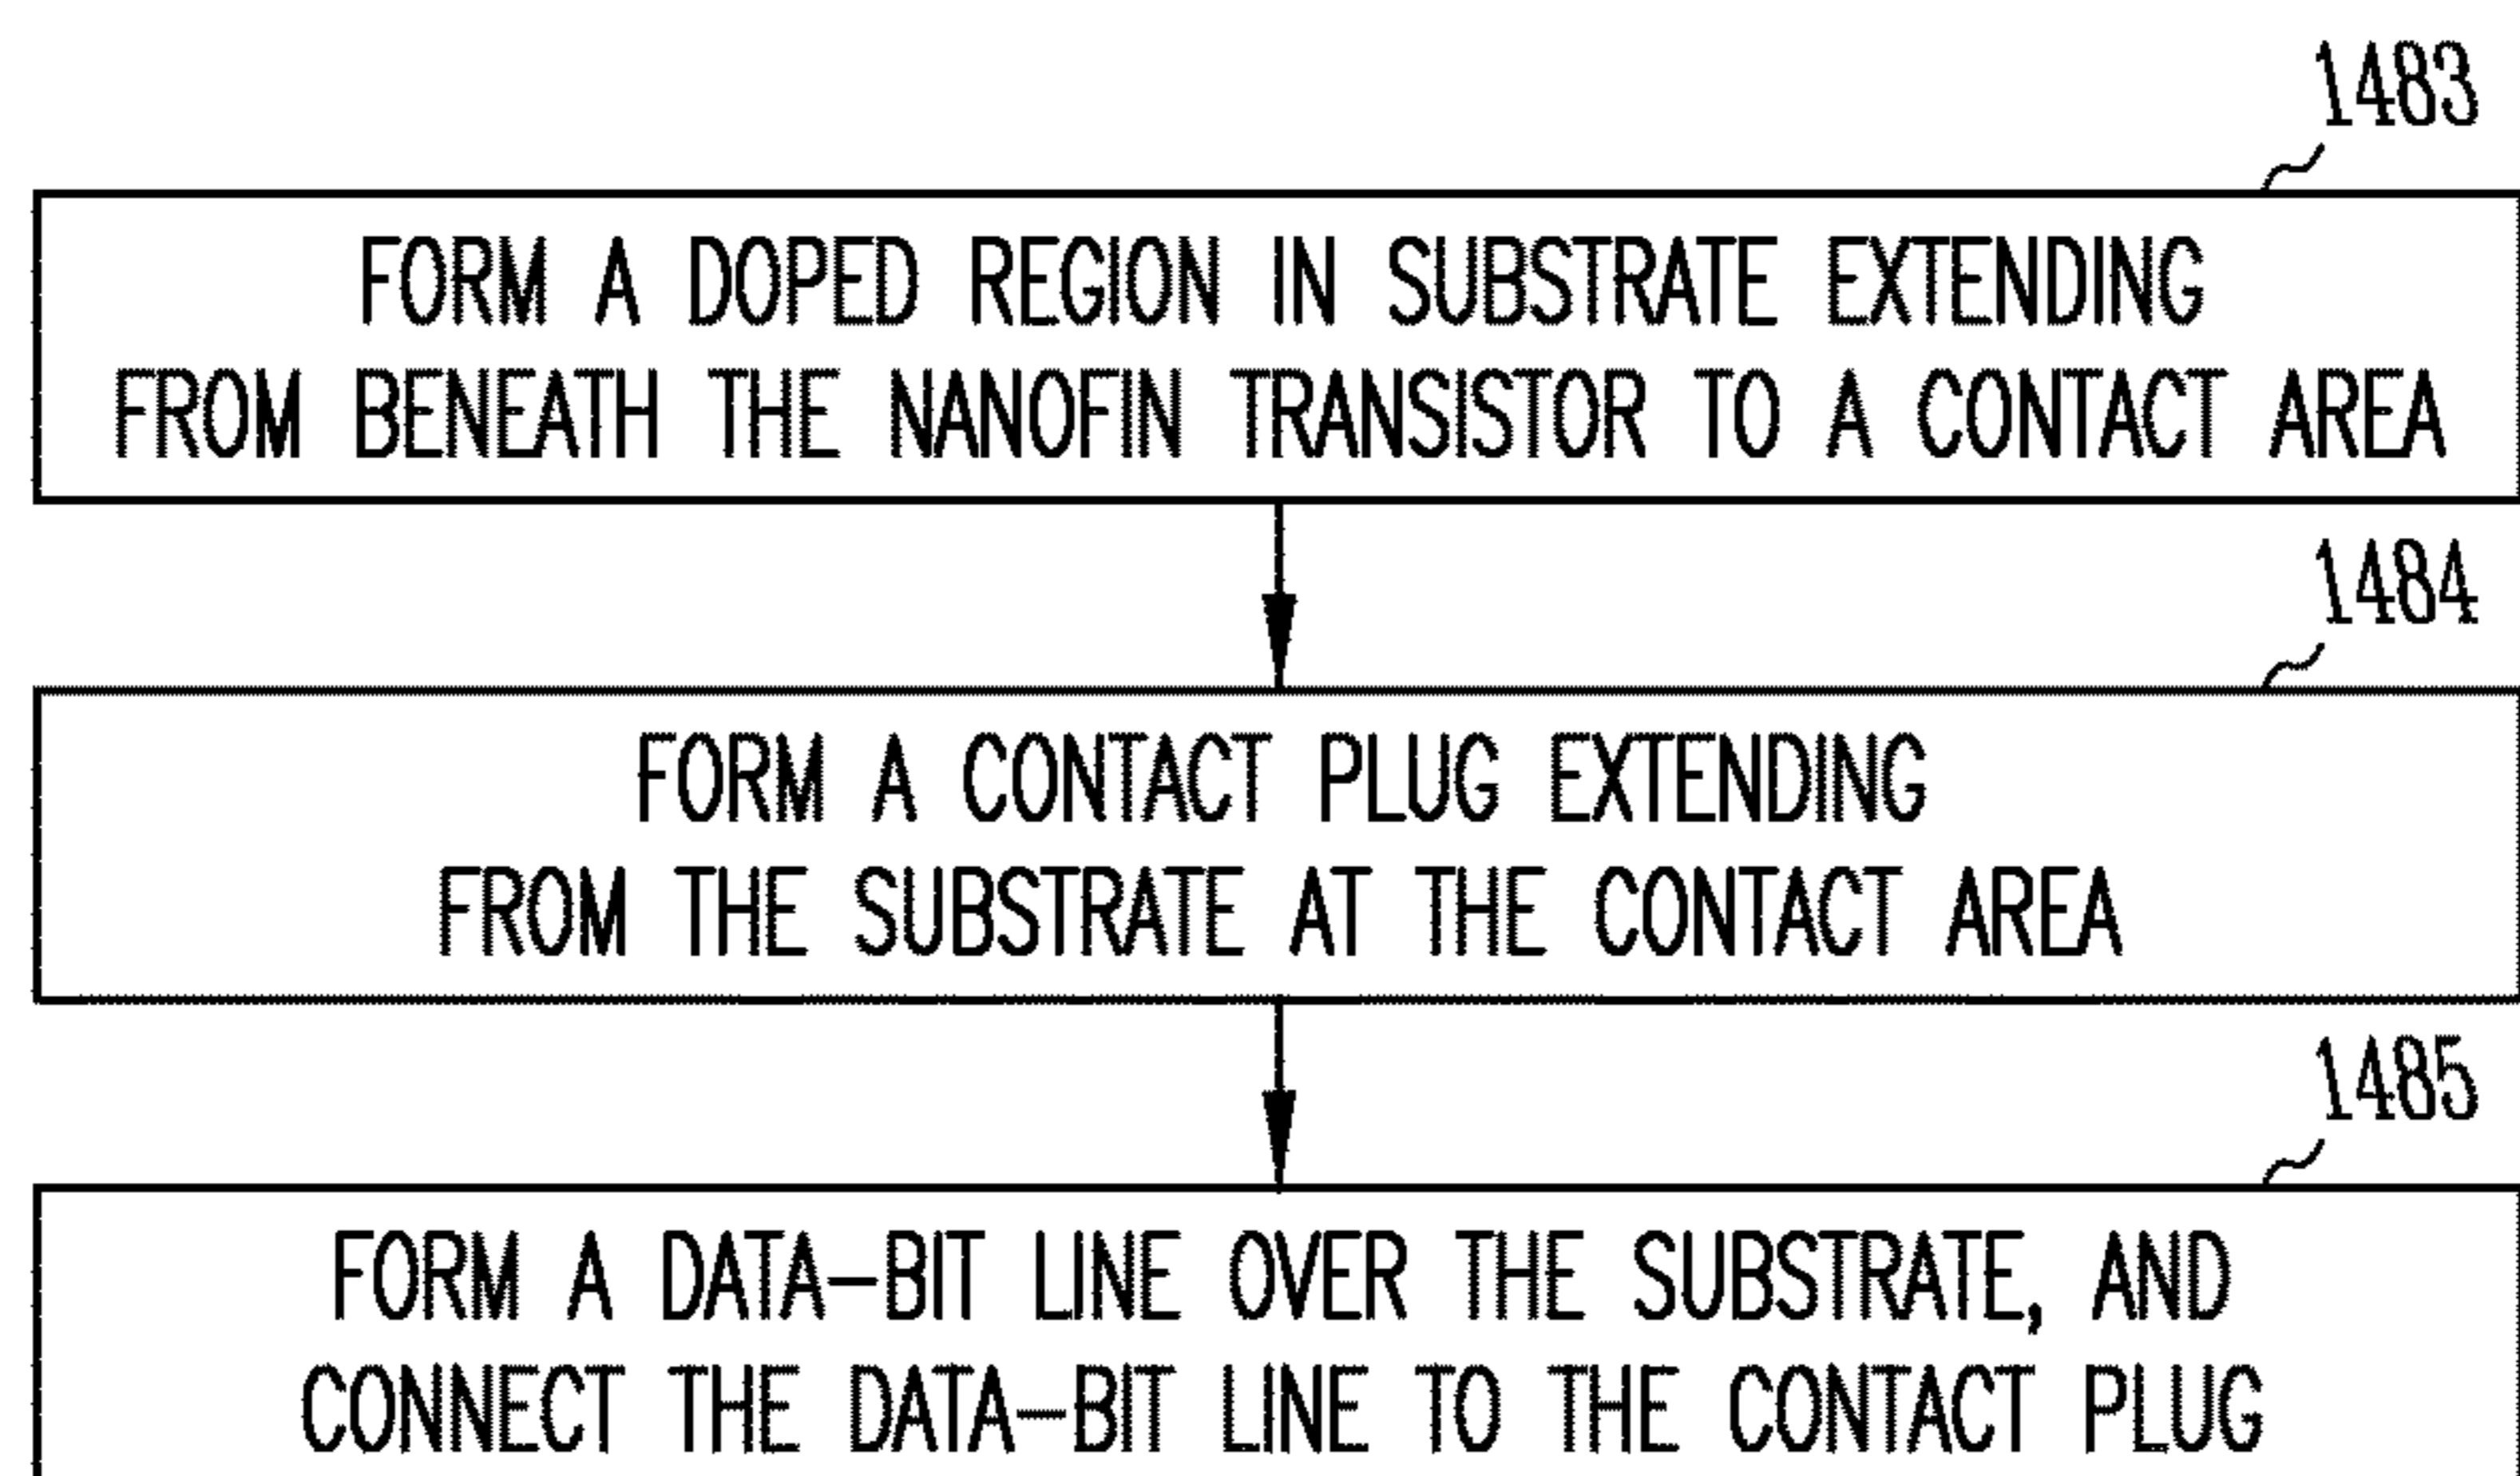 1483
FORM A DOPED REGION IN SUBSTRATE EXTENDING
FROM BENEATH THE NANOFIN TRANSISTOR TO A CONTACT AREA
1484
FORM A CONTACT PLUG EXTENDING
FROM THE SUBSTRATE AT THE CONTACT AREA
1485
FORM A DATA-BIT LINE OVER THE SUBSTRATE, AND
CONNECT THE DATA-BIT LINE TO THE CONTACT PLUG